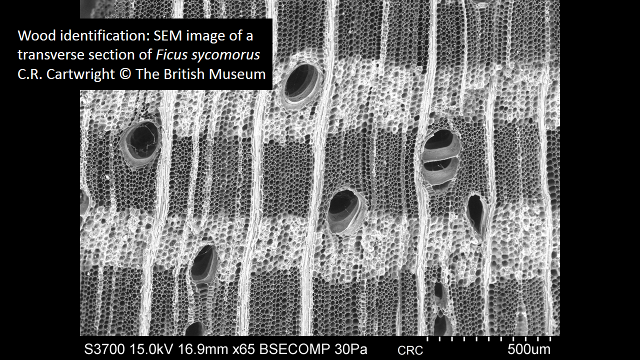 Wood identification: SEM image of a
transverse section of Ficus sycomorus
C.R. Cartwright © The British Museum
S3700 15.0kV 16.9mm x65 BSECOMP 30Pa CRC 500um